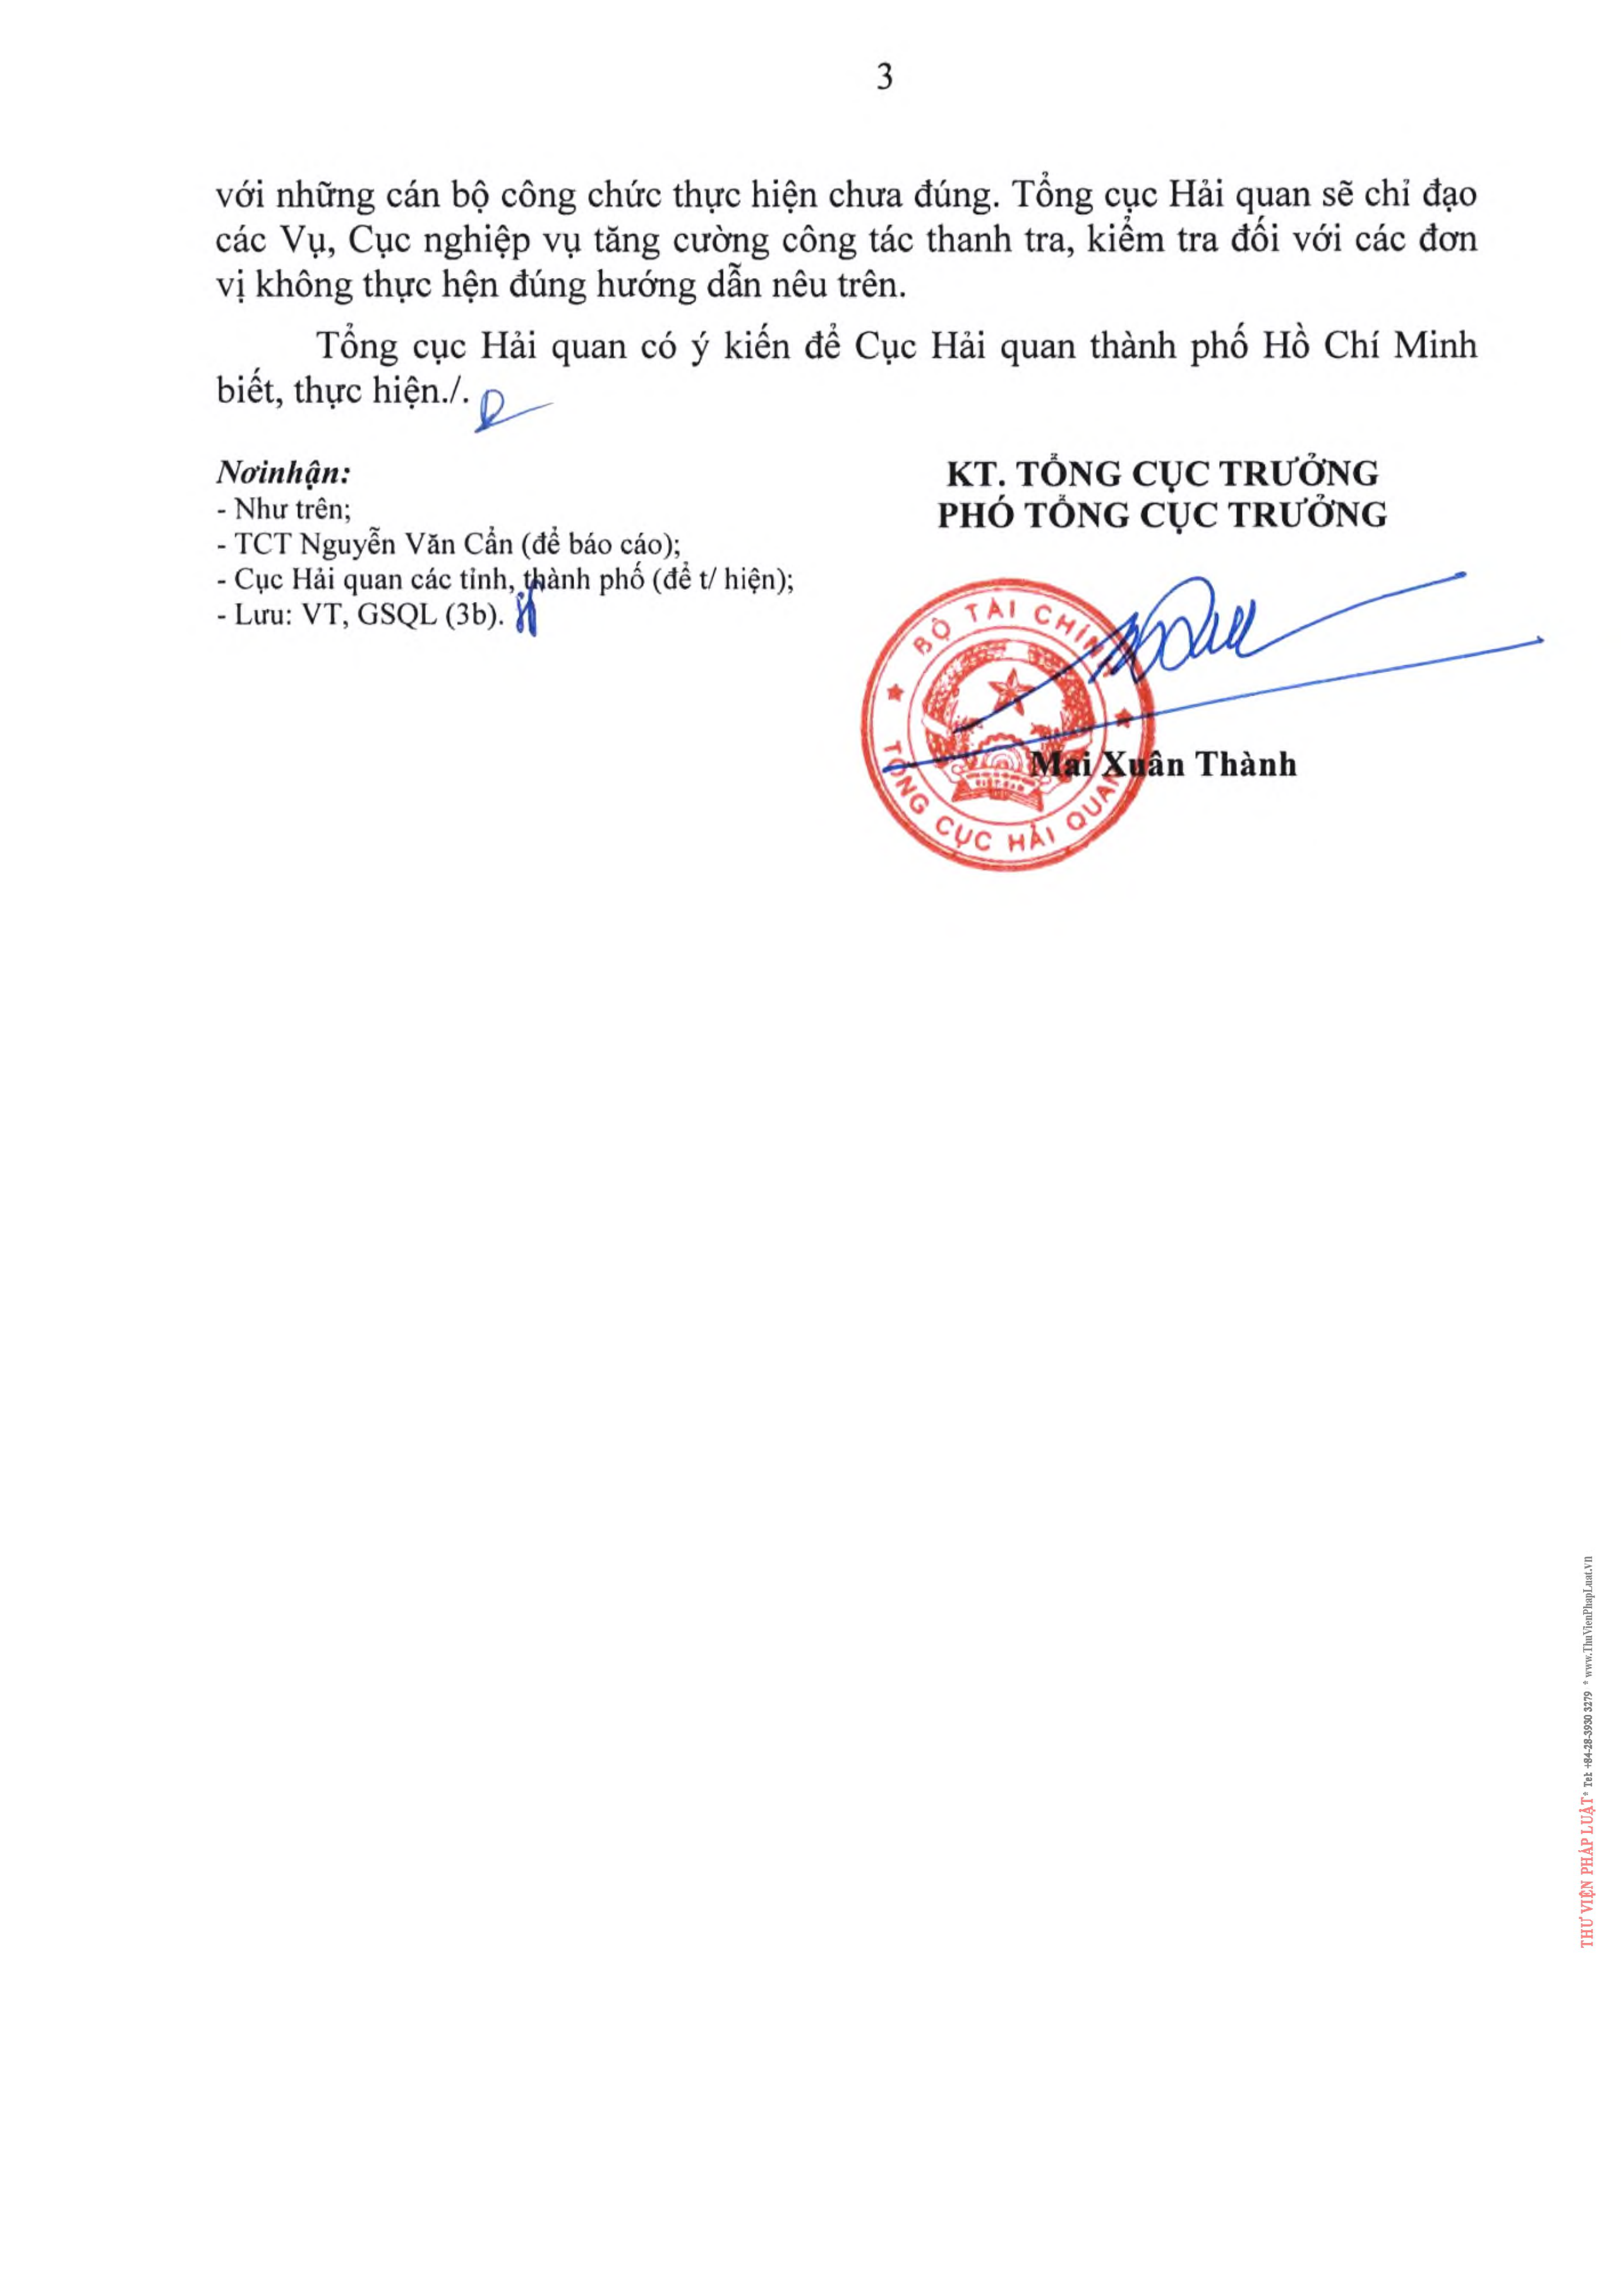 3
với những cán bộ công chức thực hiện chưa đúng. Tổng cục Hải quan sẽ chỉ đạo
các Vụ, Cục nghiệp vụ tăng cường công tác thanh tra, kiểm tra đối với các đơn
vị không thực hện đúng hướng dẫn nêu trên.
Tổng cục Hải quan có ý kiến để Cục Hải quan thành phố Hồ Chí Minh
biết, thực hiện./.
Nơinhận:
- Như trên;
- TCT Nguyễn Văn Cẩn (để báo cáo);
- Cục Hải quan các tỉnh, thành phố (để t/ hiện);
- Lưu: VT, GSQL (3b).
KT. TỔNG CỤC TRƯỞNG
PHÓ TỔNG CỤC TRƯỞNG
BỘ TÀI CHÍNH
TỔNG CỤC HẢI QUAN
Mai Xuân Thành
THƯ VIỆN PHÁP LUẬT * Tel: +84-28-3930 3279 * www.ThuVienPhapLuat.vn